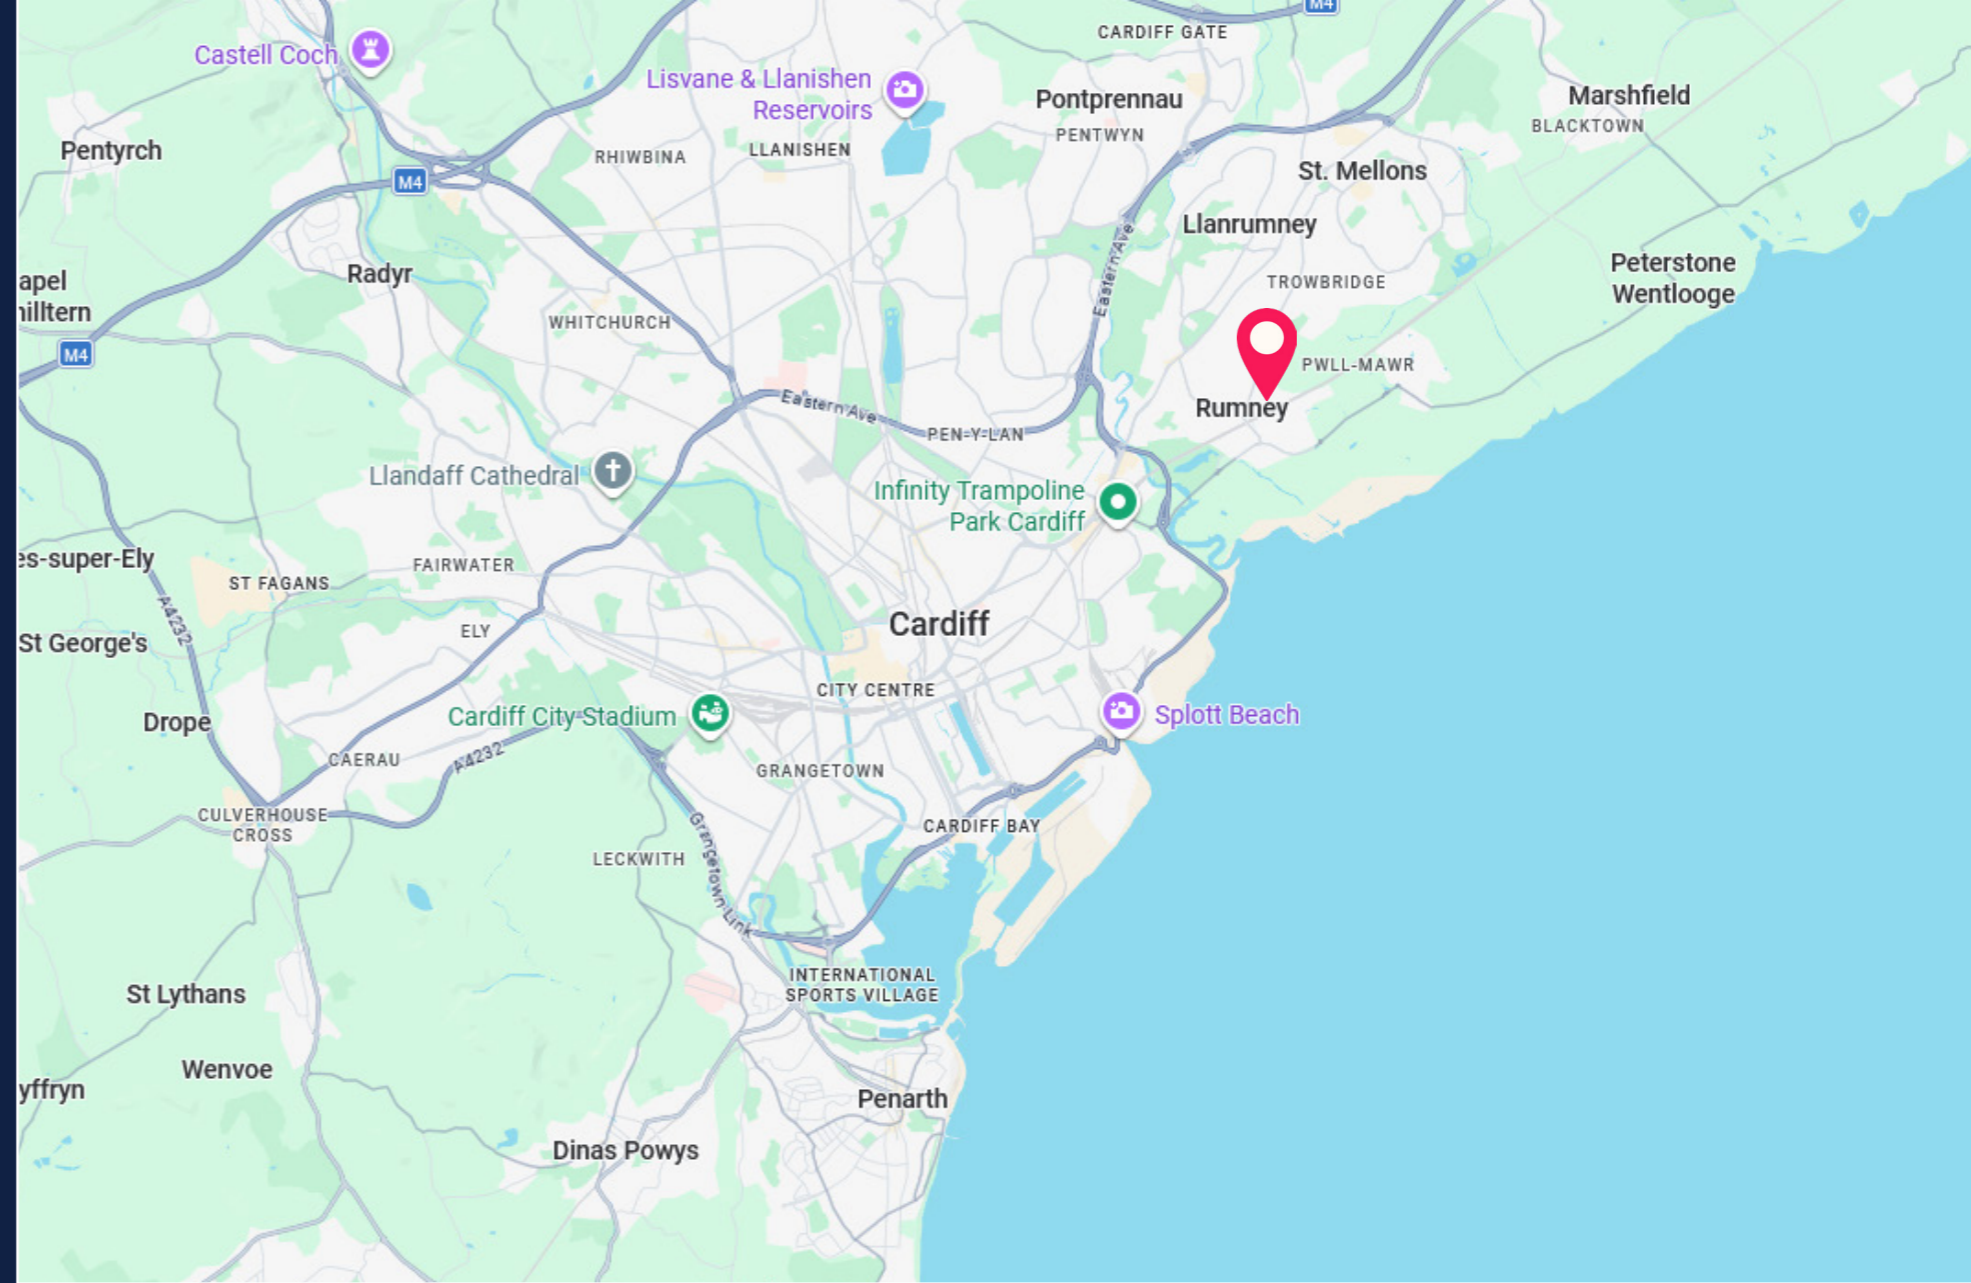 M4
CARDIFF GATE
Castell Coch
Lisvane & Llanishen
Reservoirs
Pontprennau
Marshfield
BLACKTOWN
PENTWYN
Pentyrch
RHIWBINA
LLANISHEN
St. Mellons
M4
Llanrumney
Eastern Ave
Radyr
apel
hilltern
TROWBRIDGE
Peterstone
Wentlooge
WHITCHURCH
M4
PWLL-MAWR
Eastern Ave
Rumney
PEN-Y-LAN
Llandaff Cathedral
Infinity Trampoline
Park Cardiff
es-super-Ely
FAIRWATER
ST FAGANS
A4232
Cardiff
ELY
St George's
CITY CENTRE
Drope
Cardiff City Stadium
Splott Beach
CAERAU
A4232
GRANGETOWN
CULVERHOUSE
CROSS
CARDIFF BAY
LECKWITH
Grangetown Link
INTERNATIONAL
SPORTS VILLAGE
St Lythans
Wenvoe
yffryn
Penarth
Dinas Powys